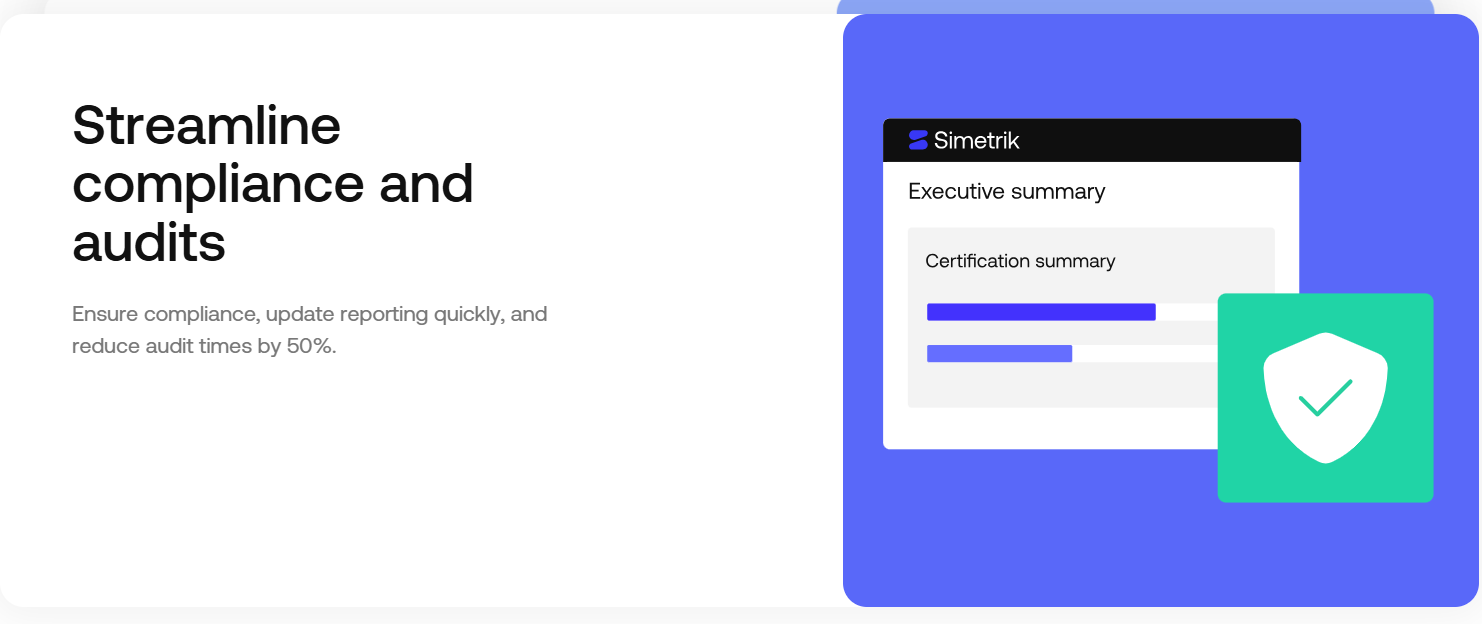 Streamline
compliance and
audits
Ensure compliance, update reporting quickly, and
reduce audit times by 50%.
Simetrik
Executive summary
Certification summary